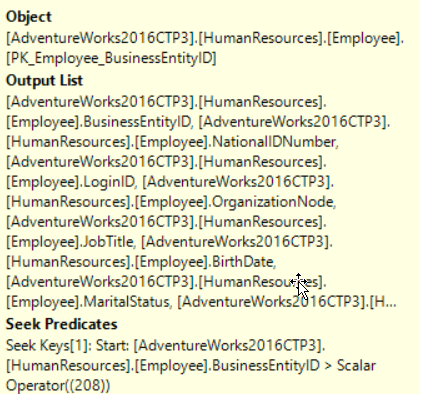 Object
[AdventureWorks2016CTP3].[HumanResources].[Employee].
[PK_Employee_BusinessEntityID]
Output List
[AdventureWorks2016CTP3].[HumanResources].
[Employee].BusinessEntityID, [AdventureWorks2016CTP3].
[HumanResources].[Employee].NationalIDNumber,
[AdventureWorks2016CTP3].[HumanResources].
[Employee].LoginID, [AdventureWorks2016CTP3].
[HumanResources].[Employee].OrganizationNode,
[AdventureWorks2016CTP3].[HumanResources].
[Employee].JobTitle, [AdventureWorks2016CTP3].
[HumanResources].[Employee].BirthDate,
[AdventureWorks2016CTP3].[HumanResources].
[Employee].MaritalStatus, [AdventureWorks2016CTP3].[H...
Seek Predicates
Seek Keys[1]: Start: [AdventureWorks2016CTP3].
[HumanResources].[Employee].BusinessEntityID > Scalar
Operator((208))